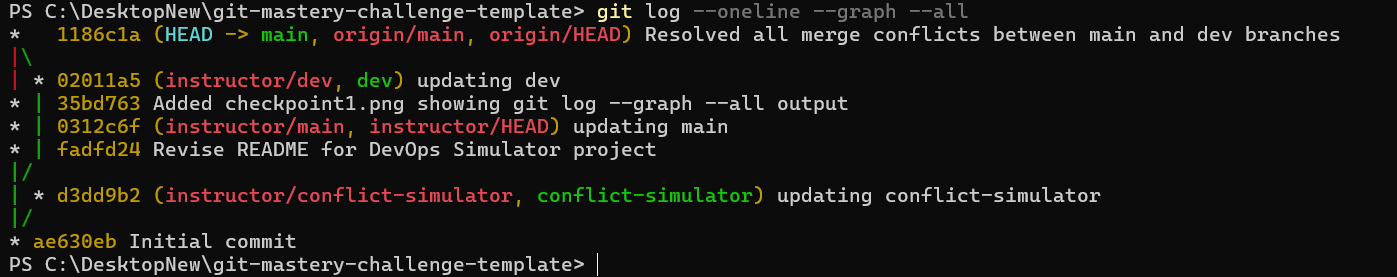 PS C:\DesktopNew\git-mastery-challenge-template> git log --oneline --graph --all
*   1186c1a (HEAD -> main, origin/main, origin/HEAD) Resolved all merge conflicts between main and dev branches
|\
| * 02011a5 (instructor/dev, dev) updating dev
* | 35bd763 Added checkpoint1.png showing git log --graph --all output
* | 0312c6f (instructor/main, instructor/HEAD) updating main
* | fadfd24 Revise README for DevOps Simulator project
|/
| * d3dd9b2 (instructor/conflict-simulator, conflict-simulator) updating conflict-simulator
|/
* ae630eb Initial commit
PS C:\DesktopNew\git-mastery-challenge-template>